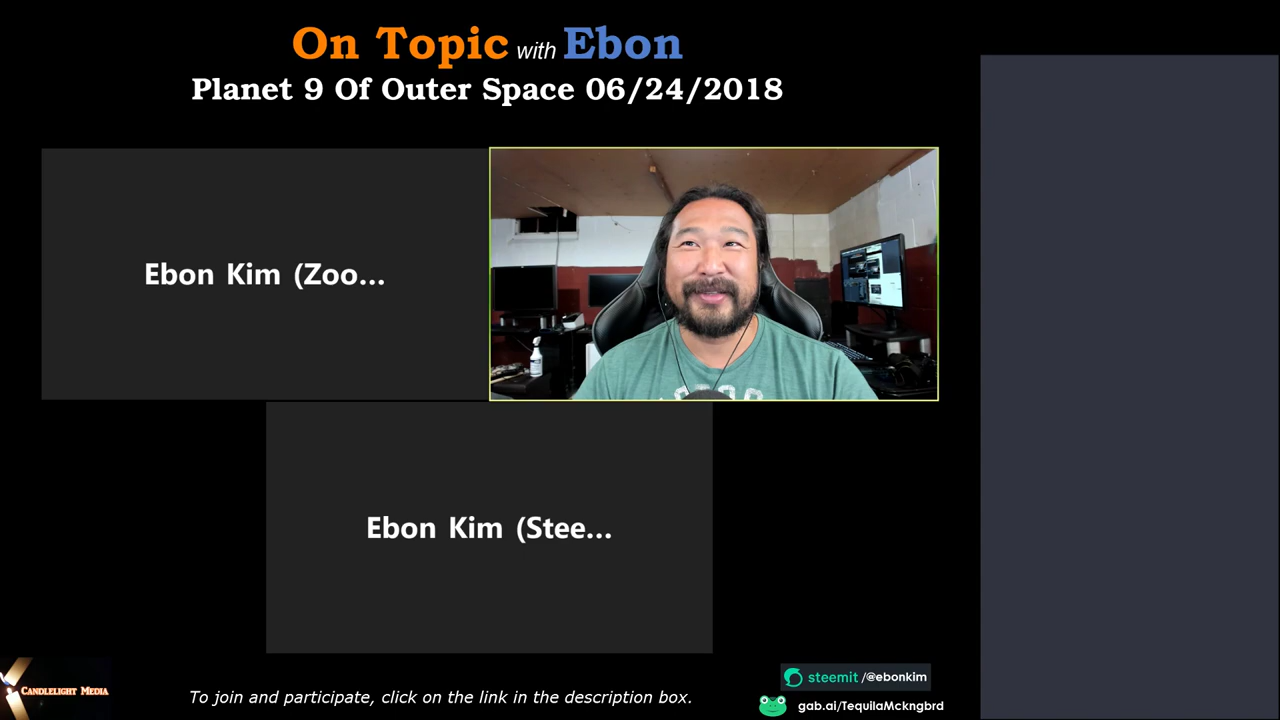 On Topic with Ebon
Planet 9 Of Outer Space 06/24/2018
Ebon Kim (Zoo...
Ebon Kim (Stee...
CANDLELIGHT MEDIA
To join and participate, click on the link in the description box.
steemit /@ebonkim
gab.ai/TequilaMckngbrd